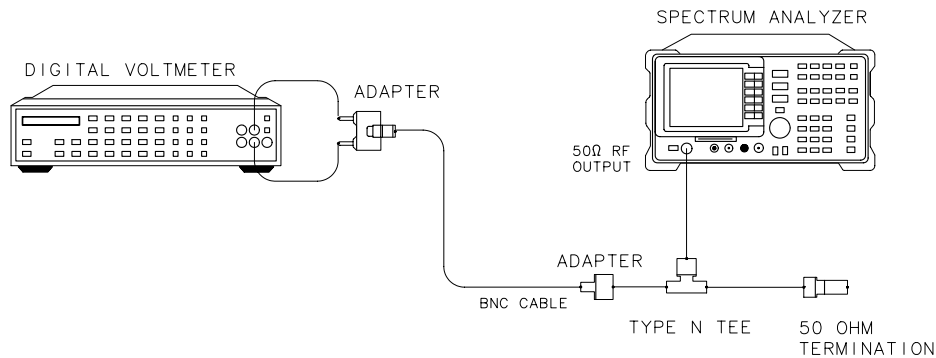 SPECTRUM ANALYZER
DIGITAL VOLTMETER
ADAPTER
50Ω RF
OUTPUT
ADAPTER
BNC CABLE
TYPE N TEE
50 OHM
TERMINATION